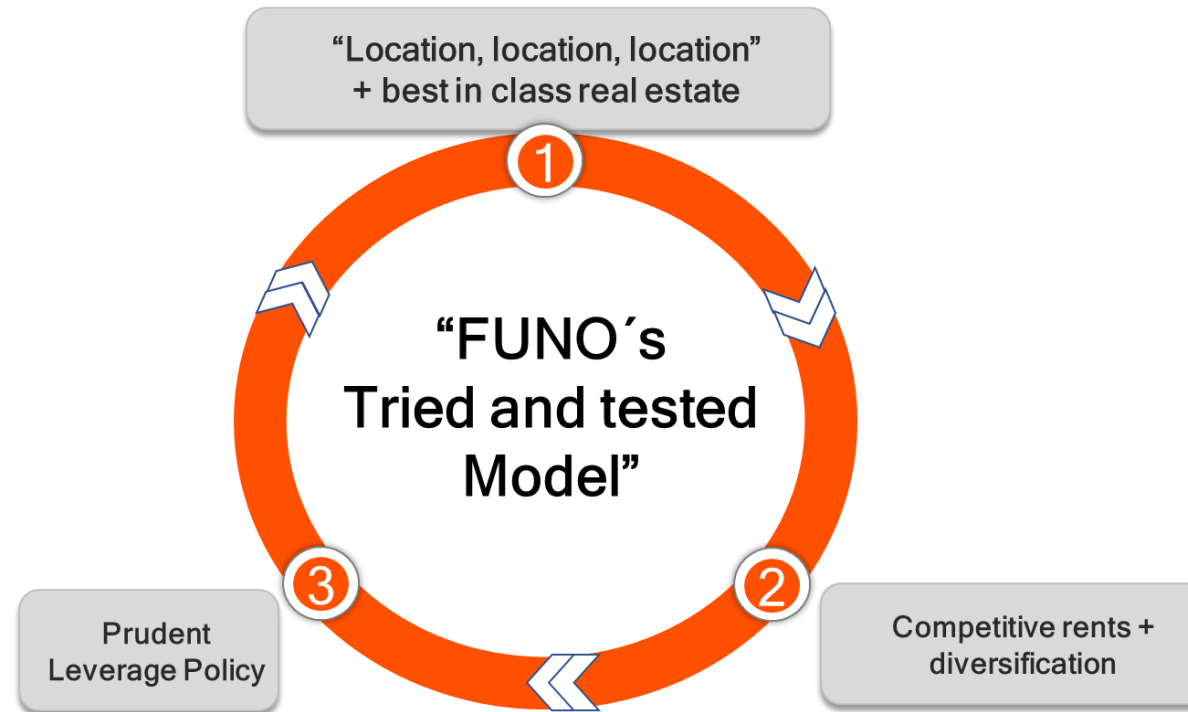 “Location, location, location”
+ best in class real estate
1
“FUNO´s
Tried and tested
Model”
3
2
Prudent
Leverage Policy
Competitive rents +
diversification